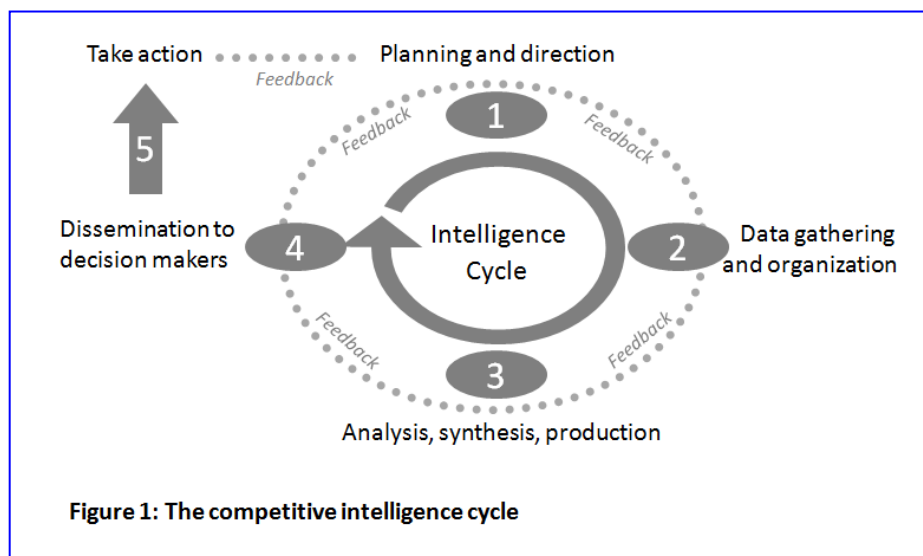 Take action
Feedback
Planning and direction
1
Feedback
Feedback
5
Dissemination to
decision makers
4
Intelligence
Cycle
2
Data gathering
and organization
Feedback
Feedback
3
Analysis, synthesis, production
Figure 1: The competitive intelligence cycle